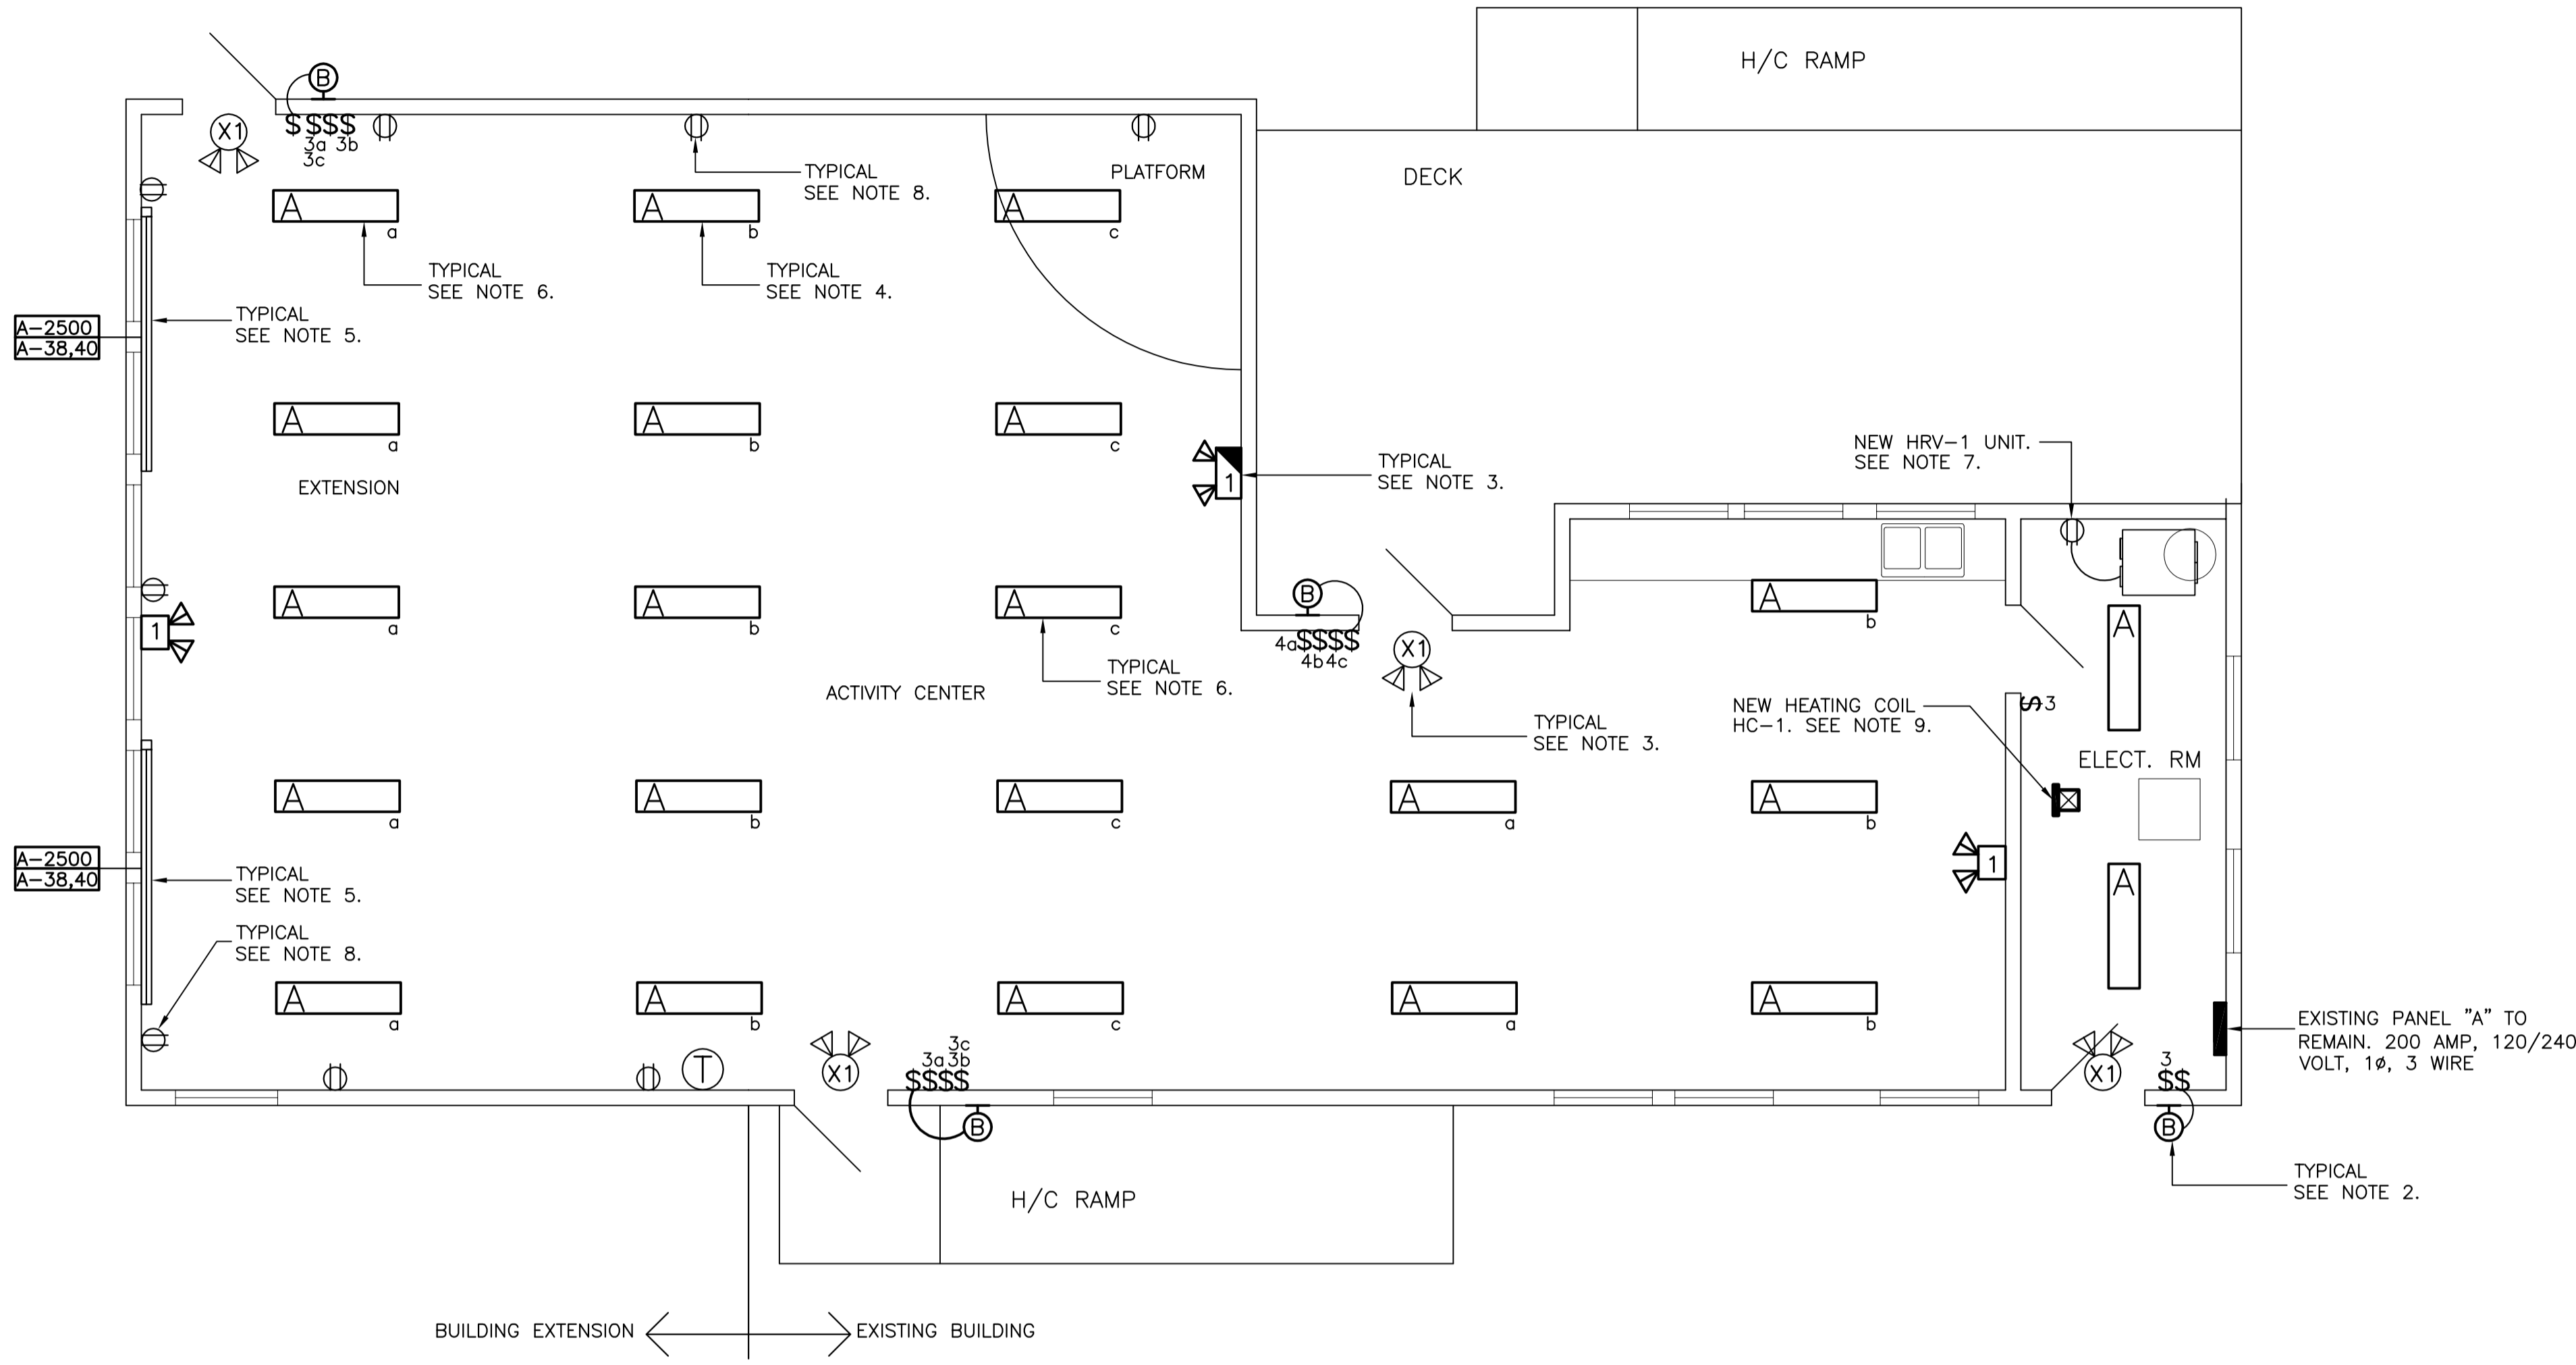 H/C RAMP
B
X1
$ $$$
3a 3b
3c
TYPICAL
SEE NOTE 8.
PLATFORM
DECK
A
a
A
b
A
c
TYPICAL
SEE NOTE 6.
TYPICAL
SEE NOTE 4.
TYPICAL
SEE NOTE 5.
A-2500
A-38,40
A
a
A
b
A
c
EXTENSION
1
TYPICAL
SEE NOTE 3.
NEW HRV-1 UNIT.
SEE NOTE 7.
A
a
A
b
A
c
1
B
4a$$$$
4b4c
X1
A
b
A
TYPICAL
SEE NOTE 6.
ACTIVITY CENTER
TYPICAL
SEE NOTE 3.
NEW HEATING COIL
HC-1. SEE NOTE 9.
$3
ELECT. RM
A
a
A
b
A
c
A
a
A
b
A-2500
A-38,40
TYPICAL
SEE NOTE 5.
1
A
TYPICAL
SEE NOTE 8.
A
a
A
b
A
c
A
a
A
b
T
X1
3c
3a3b
$$$$
B
X1
3
$$
B
EXISTING PANEL "A" TO
REMAIN. 200 AMP, 120/240
VOLT, 1ø, 3 WIRE
TYPICAL
SEE NOTE 2.
H/C RAMP
BUILDING EXTENSION
EXISTING BUILDING